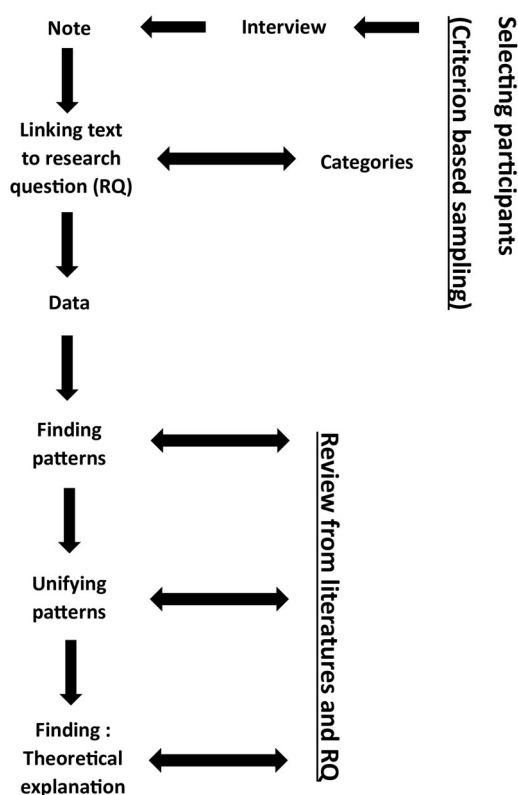 Selecting participants
(Criterion based sampling)
Interview
Note
Linking text
to research
question (RQ)
Categories
Data
Finding
patterns
Unifying
patterns
Finding :
Theoretical
explanation
Review from literatures and RQ